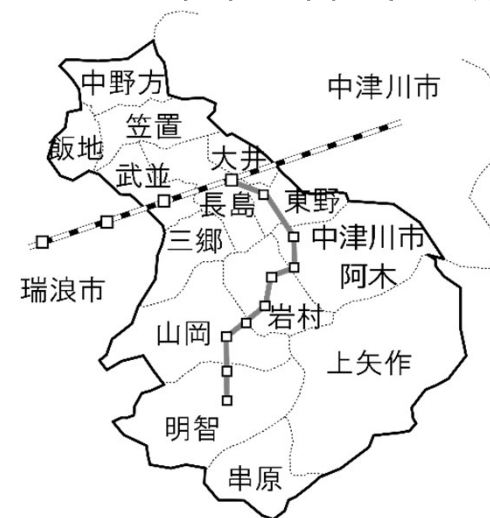 中野方
中津川市
笠置
飯地
大井
武並
長島
東野
三郷
中津川市
阿木
瑞浪市
岩村
山岡
上矢作
明智
串原